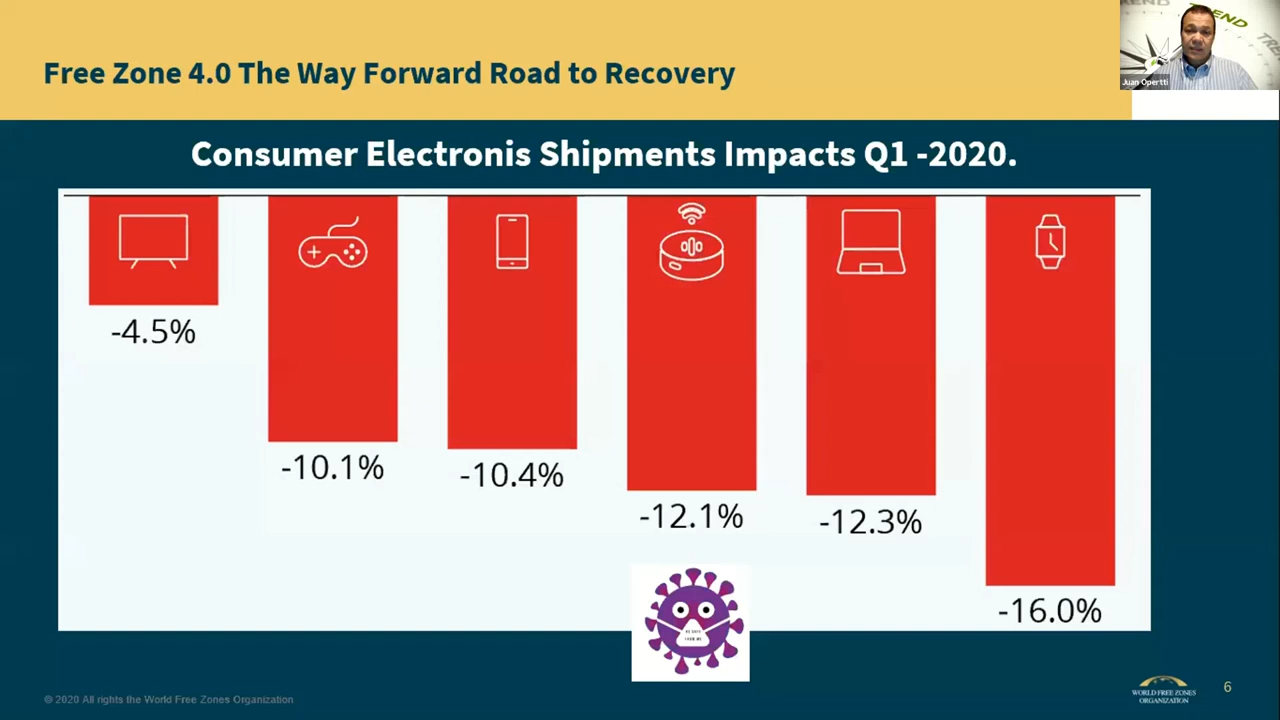 Free Zone 4.0 The Way Forward Road to Recovery
TREND
Juan Opertti
Consumer Electronis Shipments Impacts Q1 -2020.
-4.5%
-10.1%
-10.4%
-12.1%
-12.3%
-16.0%
© 2020 All rights the World Free Zones Organization
WORLD FREE ZONES
ORGANIZATION
6